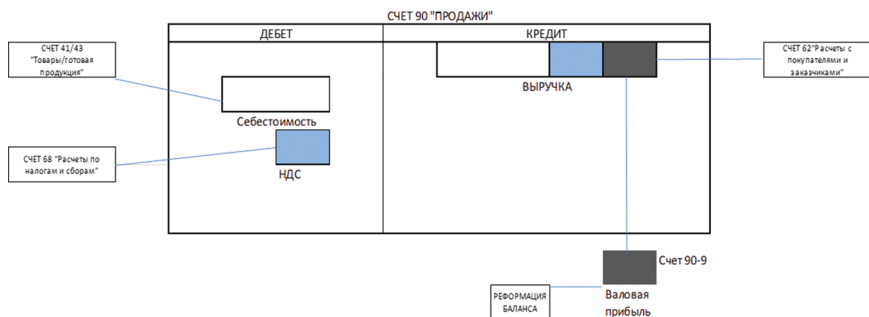 СЧЕТ 90 "ПРОДАЖИ"
ДЕБЕТ
КРЕДИТ
СЧЕТ 41/43
"Товары/готовая
продукция"
СЧЕТ 62"Расчеты с
покупателями и
заказчиками"
ВЫРУЧКА
Себестоимость
СЧЕТ 68 "Расчеты по
налогам и сборам"
НДС
Счет 90-9
РЕФОРМАЦИЯ
БАЛАНСА
Валовая
прибыль